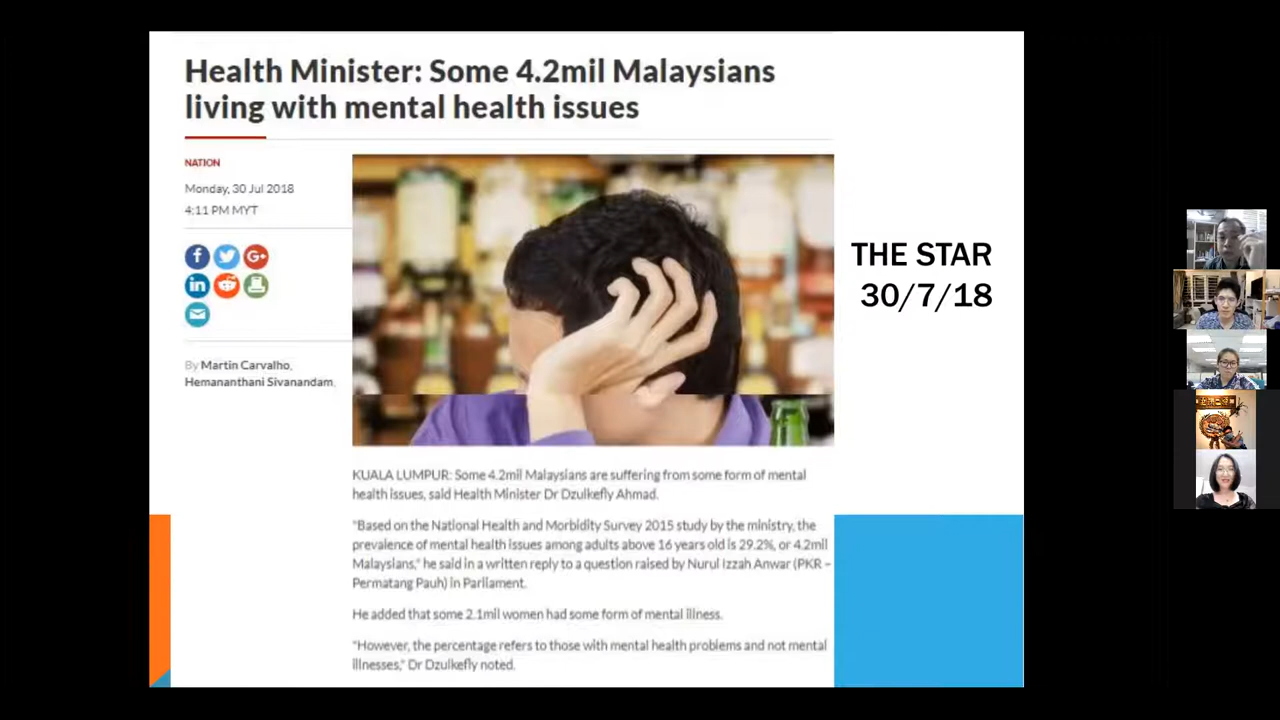 Health Minister: Some 4.2mil Malaysians
living with mental health issues
NATION
Monday, 30 Jul 2018
4:11 PM MYT
f
G+
in
By Martin Carvalho,
Hemananthani Sivanandam,
THE STAR
30/7/18
KUALA LUMPUR: Some 4.2mil Malaysians are suffering from some form of mental
health issues, said Health Minister Dr Dzulkefly Ahmad.
"Based on the National Health and Morbidity Survey 2015 study by the ministry, the
prevalence of mental health issues among adults above 16 years old is 29.2%, or 4.2mil
Malaysians," he said in a written reply to a question raised by Nurul Izzah Anwar (PKR –
Permatang Pauh) in Parliament.
He added that some 2.1mil women had some form of mental illness.
"However, the percentage refers to those with mental health problems and not mental
illnesses," Dr Dzulkefly noted.